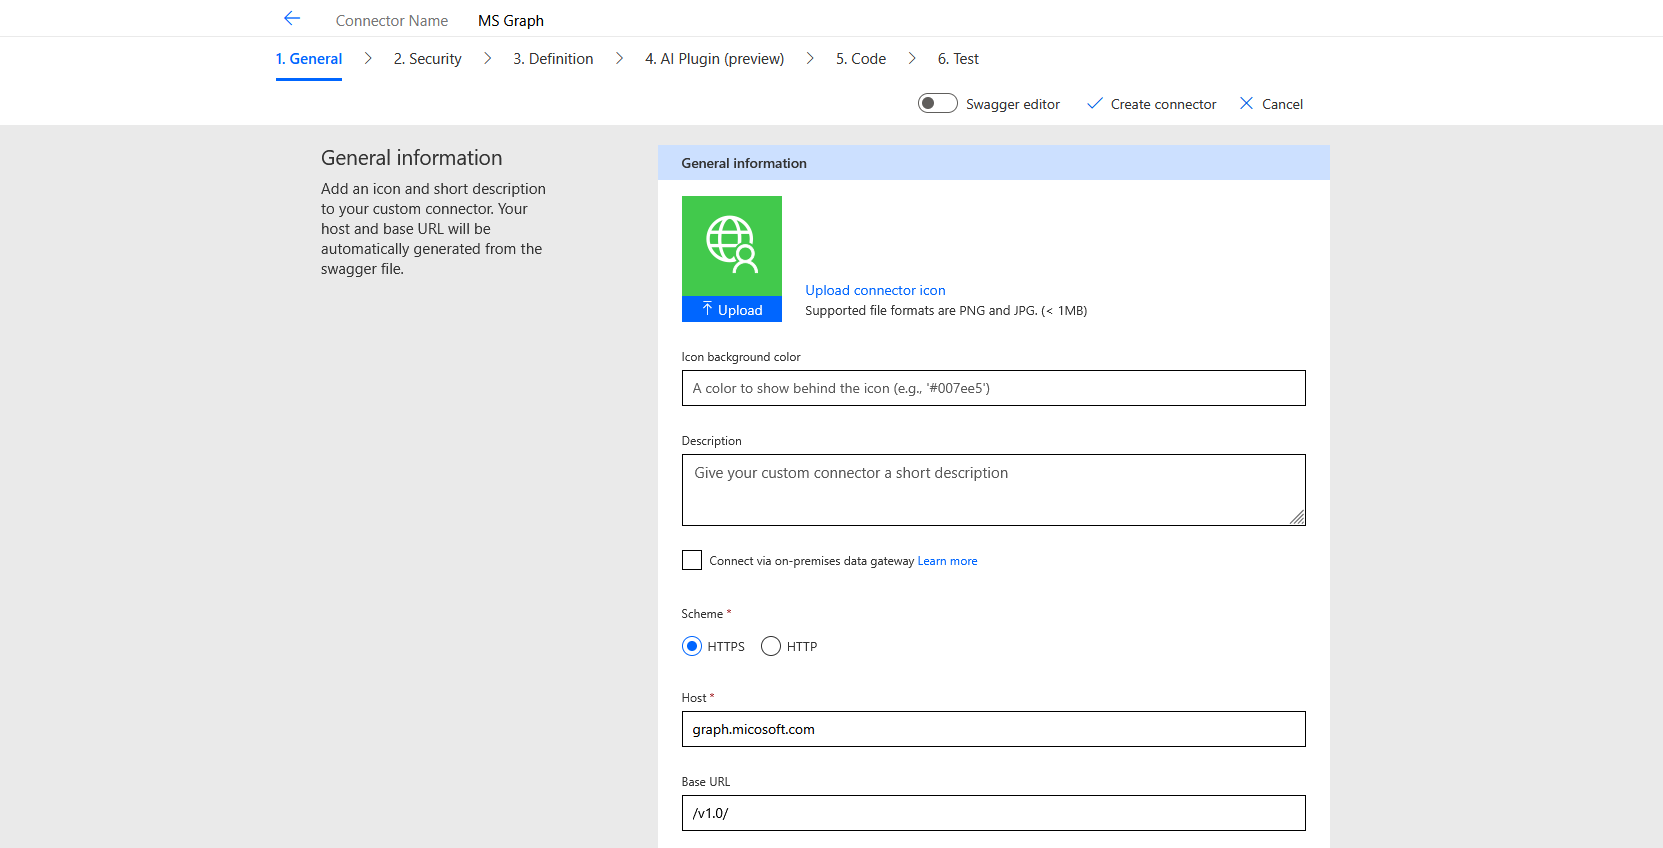 Connector Name MS Graph
1. General 2. Security 3. Definition 4. AI Plugin (preview) 5. Code 6. Test
Swagger editor Create connector Cancel
General information
Add an icon and short description
to your custom connector. Your
host and base URL will be
automatically generated from the
swagger file.
General information
Upload
Upload connector icon
Supported file formats are PNG and JPG. (< 1MB)
Icon background color
A color to show behind the icon (e.g., '#007ee5')
Description
Give your custom connector a short description
Connect via on-premises data gateway Learn more
Scheme *
HTTPS HTTP
Host *
graph.micosoft.com
Base URL
/v1.0/